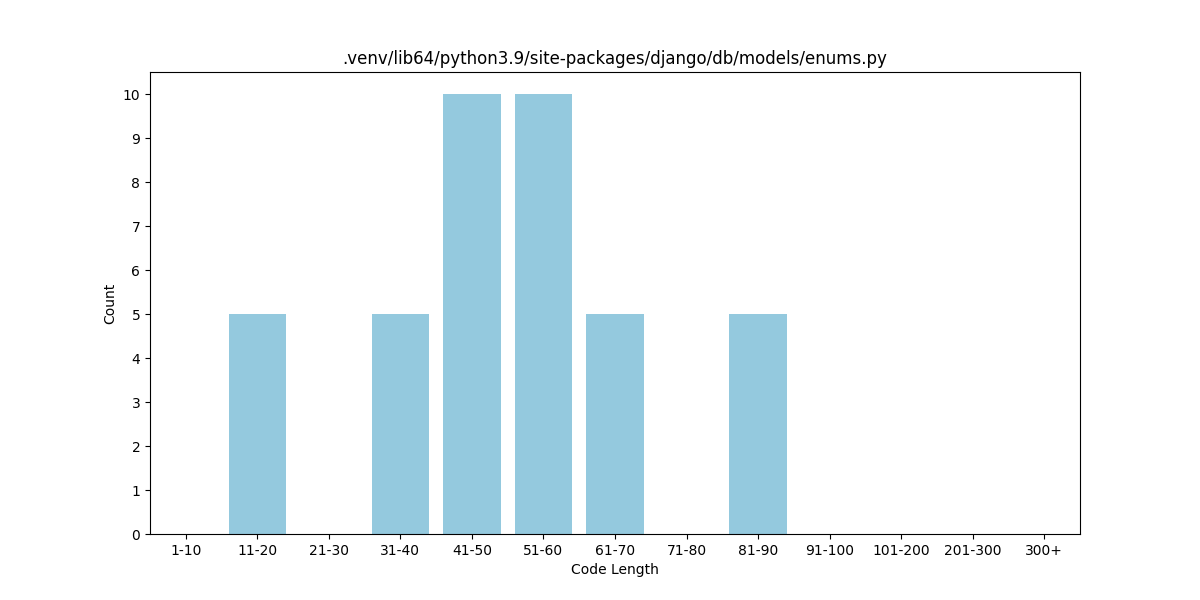 .venv/lib64/python3.9/site-packages/django/db/models/enums.py
10
9
8
7
6
5
4
3
2
1
0
Count
1-10 11-20 21-30 31-40 41-50 51-60 61-70 71-80 81-90 91-100 101-200 201-300 300+
Code Length